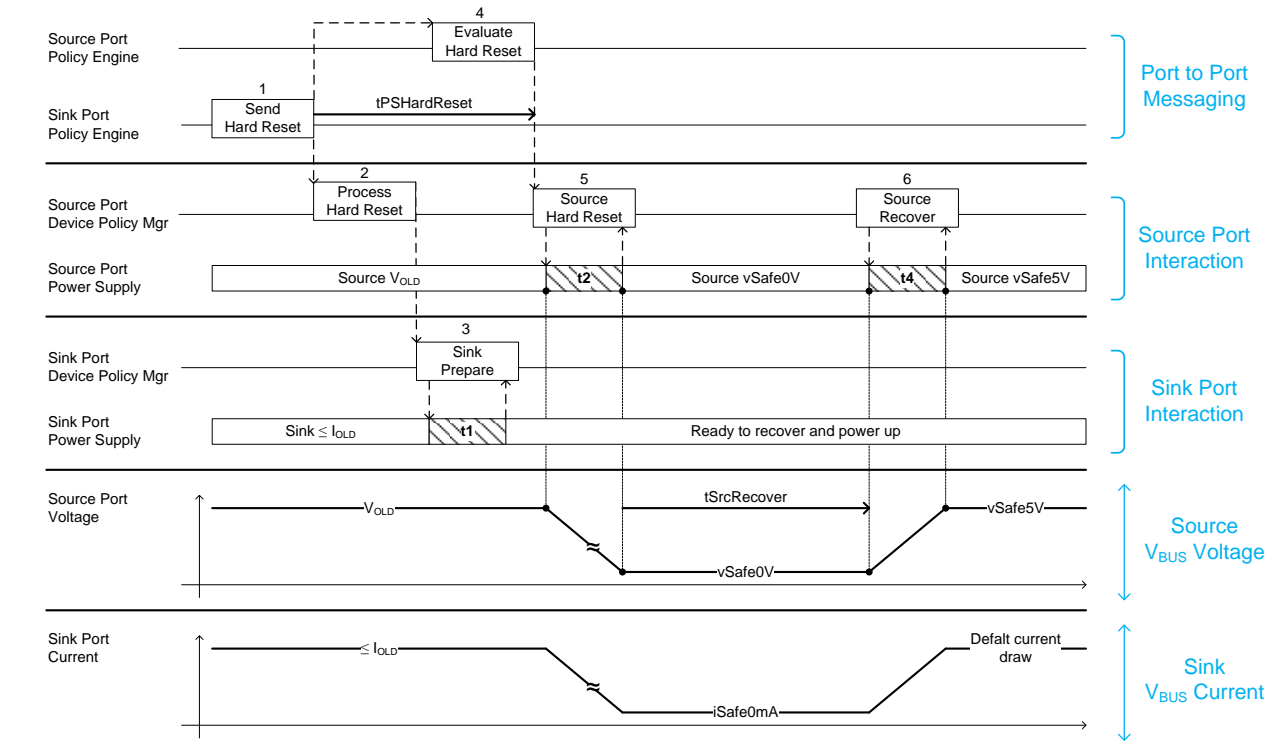 4
Source Port
Policy Engine
Evaluate
Hard Reset
Port to Port
Messaging
1
Sink Port
Policy Engine
Send
Hard Reset
tPSHardReset
2
5
6
Source Port
Device Policy Mgr
Process
Hard Reset
Source
Hard Reset
Source
Recover
Source Port
Interaction
Source Port
Power Supply
Source VOLD
t2
Source vSafe0V
t4
Source vSafe5V
3
Sink Port
Device Policy Mgr
Sink
Prepare
Sink Port
Interaction
Sink Port
Power Supply
Sink ≤ IOLD
t1
Ready to recover and power up
Source Port
Voltage
VOLD
tSrcRecover
vSafe5V
≈
vSafe0V
Source
VBUS Voltage
Sink Port
Current
≤ IOLD
Defalt current
draw
≈
iSafe0mA
Sink
VBUS Current